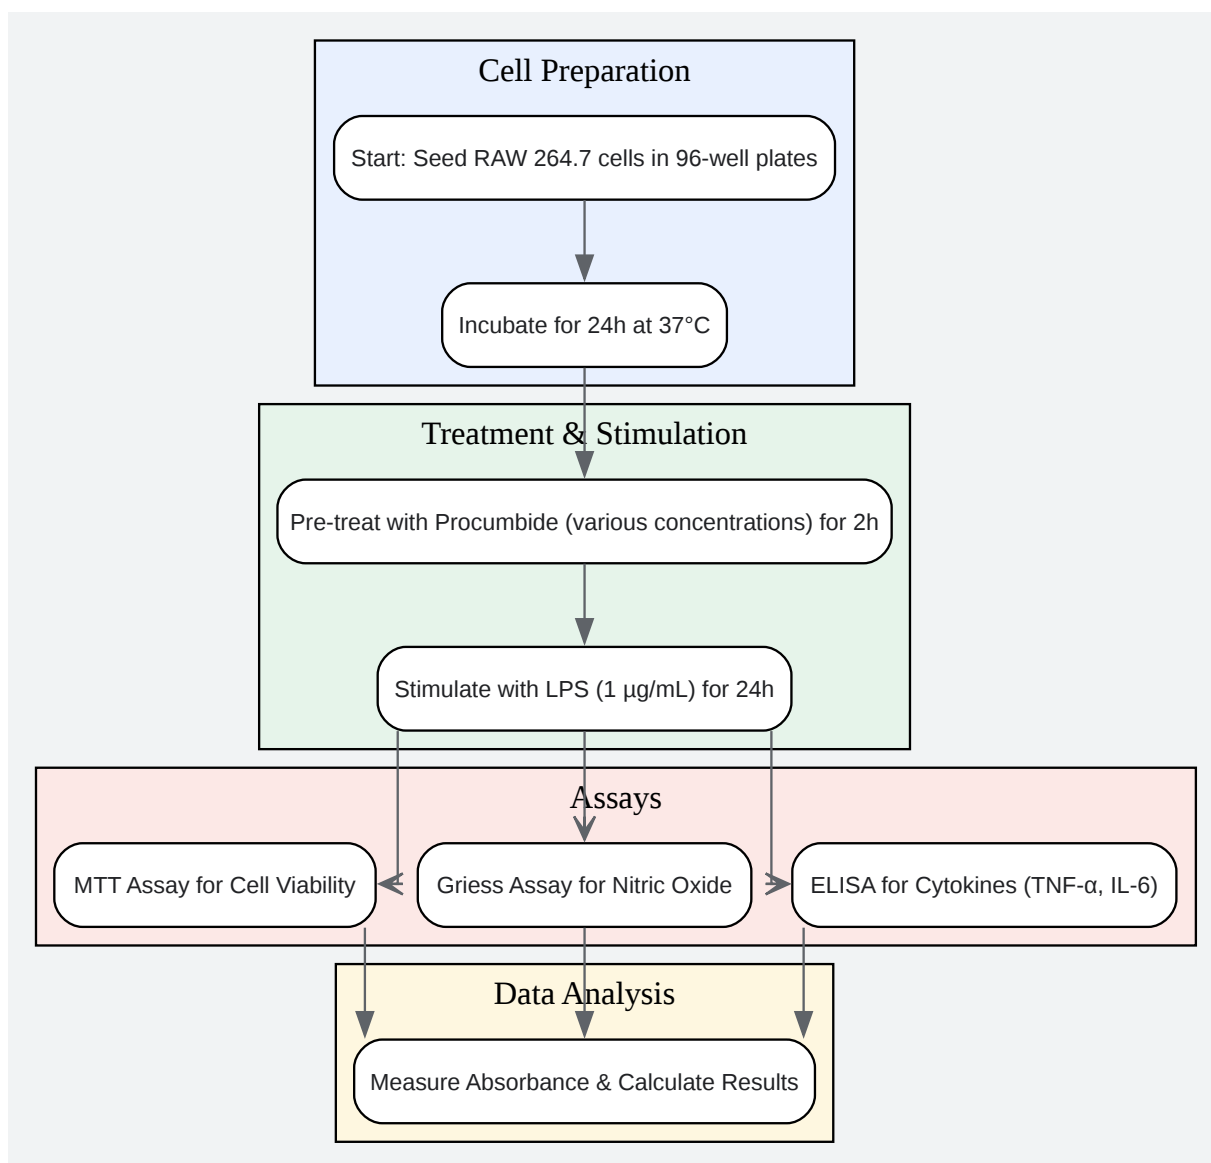 Cell Preparation
Start: Seed RAW 264.7 cells in 96-well plates
Incubate for 24h at 37°C
Treatment & Stimulation
Pre-treat with Procumbide (various concentrations) for 2h
Stimulate with LPS (1 µg/mL) for 24h
Assays
MTT Assay for Cell Viability
Griess Assay for Nitric Oxide
ELISA for Cytokines (TNF-α, IL-6)
Data Analysis
Measure Absorbance & Calculate Results